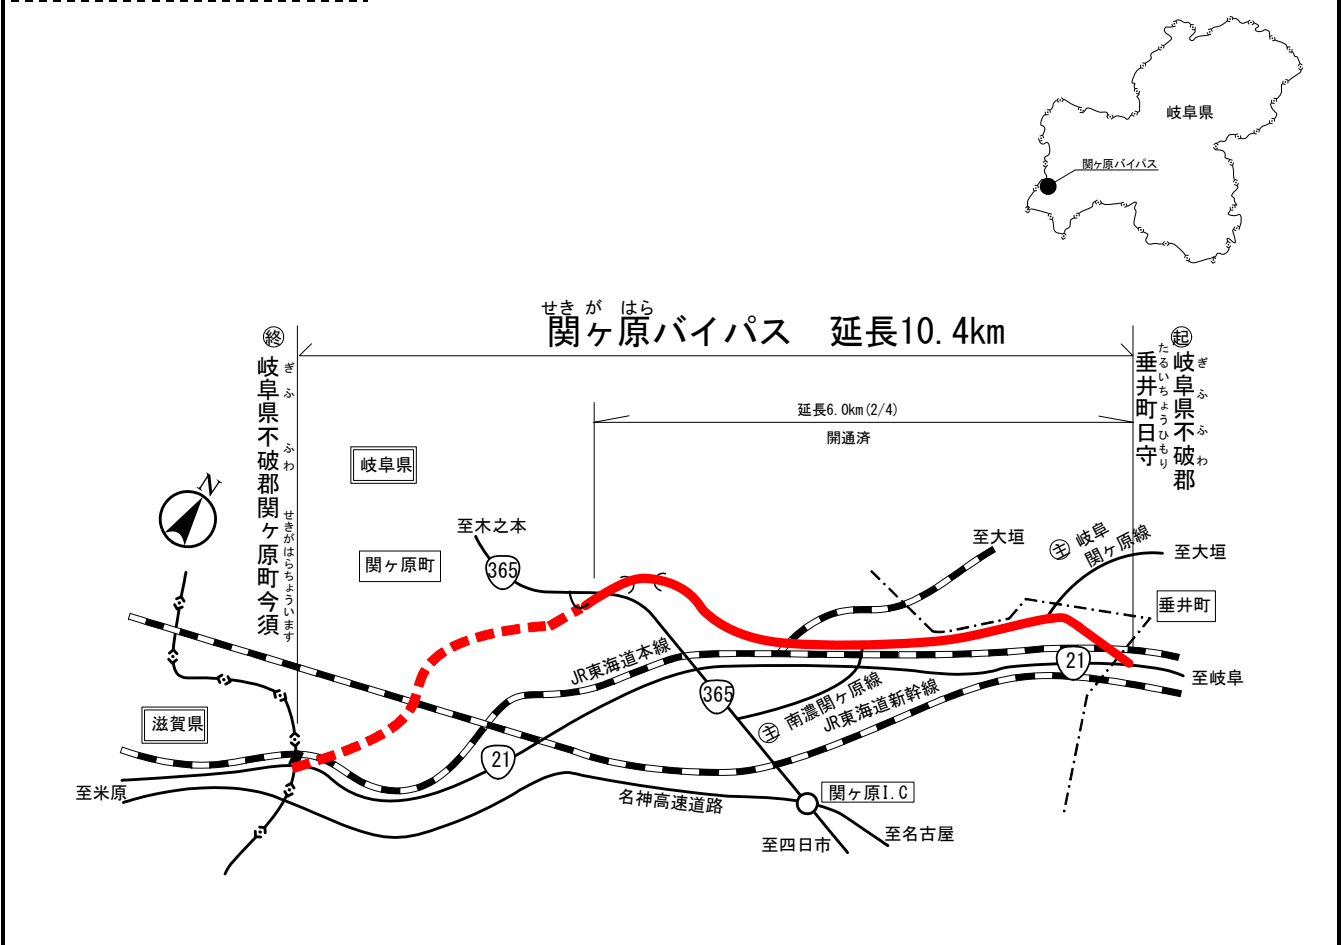 岐阜県
関ヶ原バイパス
せき が はら
関ヶ原バイパス 延長10.4km
終
岐阜県不破郡関ヶ原町今須
ぎ ふ ふ わ せきがはらちょういます
起
岐阜県不破郡
ぎ ふ ふ わ
垂井町日守
たるいちょうひもり
延長6.0km(2/4)
開通済
岐阜県
N
至木之本
365
関ヶ原町
至大垣
主 岐阜
関ヶ原線
至大垣
垂井町
JR東海道本線
21
至岐阜
365
主 南濃関ヶ原線
JR東海道新幹線
滋賀県
21
至米原
名神高速道路
関ヶ原I.C
至四日市
至名古屋